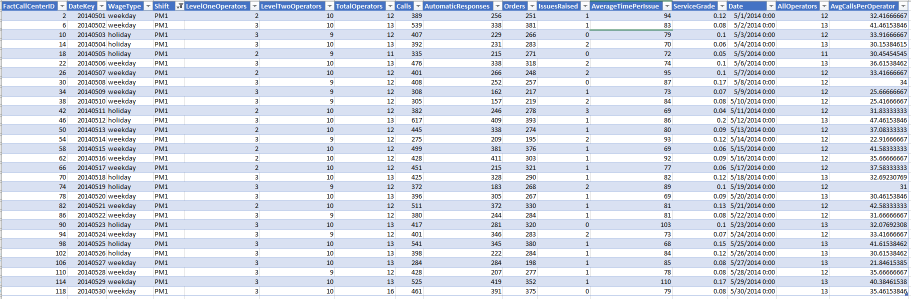 FactCallCenterID DateKey WageType Shift LevelOneOperators LevelTwoOperators TotalOperators Calls AutomaticResponses Orders IssuesRaised AverageTimePerIssue ServiceGrade Date AllOperators AvgCallsPerOperator
2 20140501 weekday PM1 2 10 12 389 256 251 1 94 0.12 5/1/2014 0:00 12 32.41666667
6 20140502 weekday PM1 3 10 13 539 338 381 1 83 0.08 5/2/2014 0:00 13 41.46153846
10 20140503 holiday PM1 3 9 12 407 229 266 0 79 0.1 5/3/2014 0:00 12 33.91666667
14 20140504 holiday PM1 3 10 13 392 231 283 2 70 0.06 5/4/2014 0:00 13 30.15384615
18 20140505 holiday PM1 2 9 11 335 215 271 0 72 0.05 5/5/2014 0:00 11 30.45454545
22 20140506 weekday PM1 3 10 13 476 338 318 2 74 0.1 5/6/2014 0:00 13 36.61538462
26 20140507 weekday PM1 2 10 12 401 266 248 2 95 0.1 5/7/2014 0:00 12 33.41666667
30 20140508 weekday PM1 3 9 12 408 252 257 0 87 0.17 5/8/2014 0:00 12 34
34 20140509 weekday PM1 3 9 12 308 162 217 1 73 0.07 5/9/2014 0:00 12 25.66666667
38 20140510 weekday PM1 2 10 12 305 157 219 2 84 0.08 5/10/2014 0:00 12 25.41666667
42 20140511 holiday PM1 2 10 12 382 246 278 3 69 0.04 5/11/2014 0:00 12 31.83333333
46 20140512 holiday PM1 3 10 13 617 409 393 1 86 0.2 5/12/2014 0:00 13 47.46153846
50 20140513 weekday PM1 2 10 12 445 338 274 1 80 0.09 5/13/2014 0:00 12 37.08333333
54 20140514 weekday PM1 3 9 12 275 209 195 2 93 0.12 5/14/2014 0:00 12 22.91666667
58 20140515 weekday PM1 2 10 12 499 381 376 1 69 0.06 5/15/2014 0:00 12 41.58333333
62 20140516 weekday PM1 2 10 12 428 411 303 1 92 0.09 5/16/2014 0:00 12 35.66666667
66 20140517 weekday PM1 2 10 12 451 215 321 1 77 0.06 5/17/2014 0:00 12 37.58333333
70 20140518 holiday PM1 3 10 13 425 328 290 1 82 0.12 5/18/2014 0:00 13 32.69230769
74 20140519 holiday PM1 3 9 12 372 183 268 2 89 0.1 5/19/2014 0:00 12 31
78 20140520 weekday PM1 3 10 13 396 305 267 1 69 0.09 5/20/2014 0:00 13 30.46153846
82 20140521 weekday PM1 2 10 12 511 372 330 1 81 0.13 5/21/2014 0:00 12 42.58333333
86 20140522 weekday PM1 3 9 12 380 244 284 1 81 0.08 5/22/2014 0:00 12 31.66666667
90 20140523 weekday PM1 3 10 13 417 281 320 0 103 0.1 5/23/2014 0:00 13 32.07692308
94 20140524 weekday PM1 3 9 12 401 346 283 2 73 0.07 5/24/2014 0:00 12 33.41666667
98 20140525 holiday PM1 3 10 13 541 345 380 1 68 0.15 5/25/2014 0:00 13 41.61538462
102 20140526 holiday PM1 3 10 13 398 222 284 1 84 0.12 5/26/2014 0:00 13 30.61538462
106 20140527 weekday PM1 3 10 13 284 284 198 1 85 0.08 5/27/2014 0:00 13 21.84615385
110 20140528 weekday PM1 3 9 12 428 207 277 1 78 0.08 5/28/2014 0:00 12 35.66666667
114 20140529 weekday PM1 3 10 13 525 419 352 1 110 0.17 5/29/2014 0:00 13 40.38461538
118 20140530 weekday PM1 3 10 16 461 391 375 0 79 0.08 5/30/2014 0:00 13 35.46153846